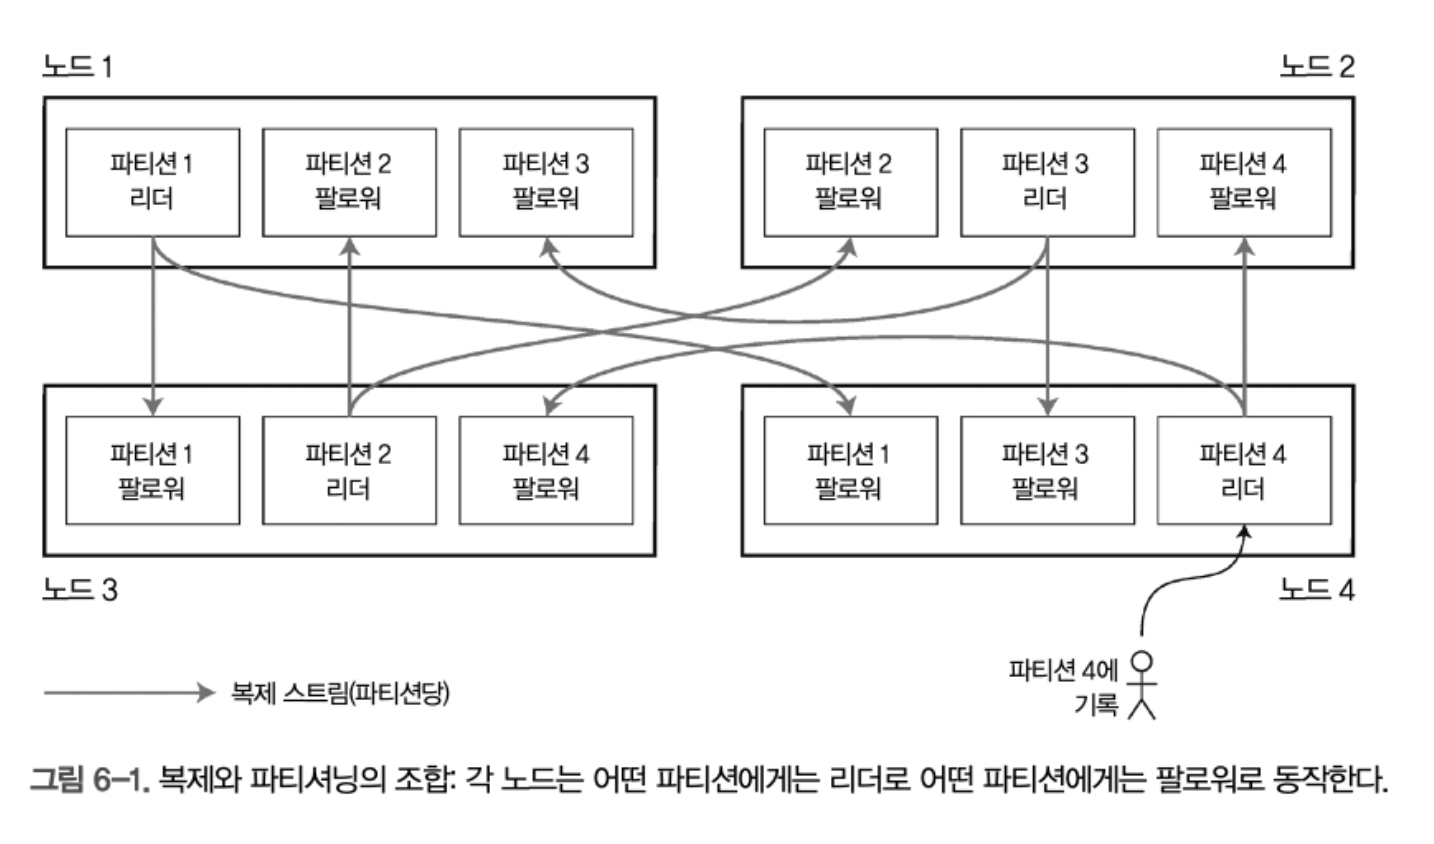 노드 1
노드 2
파티션 1
리더
파티션 2
팔로워
파티션 3
팔로워
파티션 2
팔로워
파티션 3
리더
파티션 4
팔로워
파티션 1
팔로워
파티션 2
리더
파티션 4
팔로워
파티션 1
팔로워
파티션 3
팔로워
파티션 4
리더
노드 3
노드 4
파티션 4에
기록
복제 스트림(파티션당)
그림 6-1. 복제와 파티셔닝의 조합: 각 노드는 어떤 파티션에게는 리더로 어떤 파티션에게는 팔로워로 동작한다.